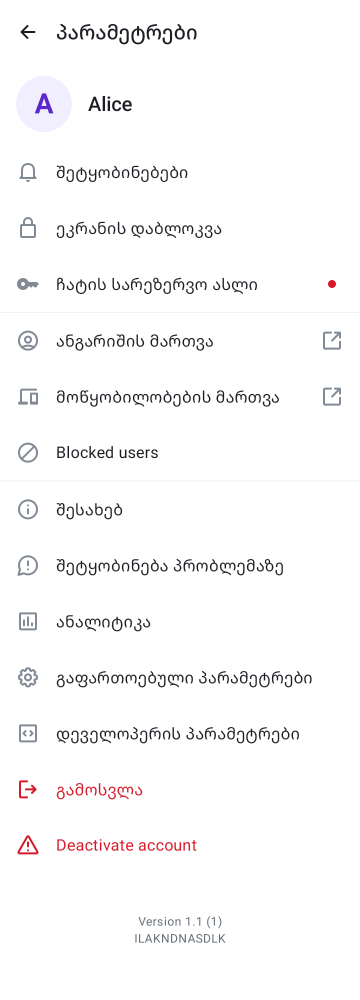 პარამეტრები
A
Alice
შეტყობინებები
ეკრანის დაბლოკვა
ჩატის სარეზერვო ასლი
ანგარიშის მართვა
მოწყობილობების მართვა
Blocked users
შესახებ
შეტყობინება პრობლემაზე
ანალიტიკა
გაფართოებული პარამეტრები
დეველოპერის პარამეტრები
გამოსვლა
Deactivate account
Version 1.1 (1)
ILAKNDNASDLK